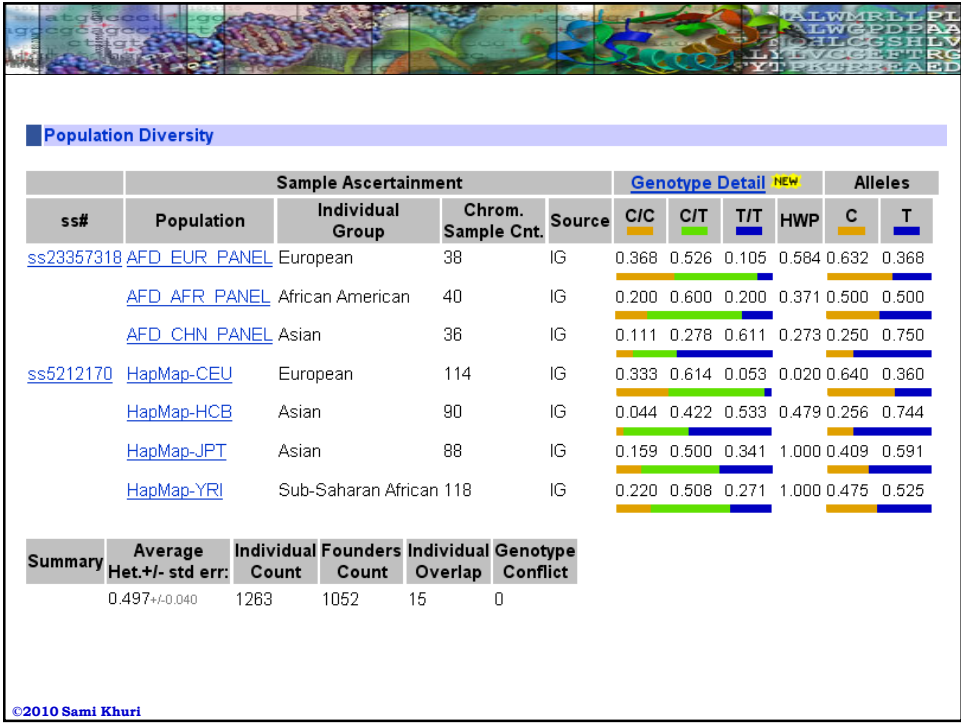 atgaccct
ggcgcagcct
ALWMRLLPL
ALWGPDPAA
LYLVCGEPTRG
Population Diversity
Sample Ascertainment Genotype Detail NEW Alleles
ss# Population Individual Group Chrom. Sample Cnt. Source C/C C/T T/T HWP C T
ss23357318 AFD_EUR_PANEL European 38 IG 0.368 0.526 0.105 0.584 0.632 0.368
AFD_AFR_PANEL African American 40 IG 0.200 0.600 0.200 0.371 0.500 0.500
AFD_CHN_PANEL Asian 36 IG 0.111 0.278 0.611 0.273 0.250 0.750
ss5212170 HapMap-CEU European 114 IG 0.333 0.614 0.053 0.020 0.640 0.360
HapMap-HCB Asian 90 IG 0.044 0.422 0.533 0.479 0.256 0.744
HapMap-JPT Asian 88 IG 0.159 0.500 0.341 1.000 0.409 0.591
HapMap-YRI Sub-Saharan African 118 IG 0.220 0.508 0.271 1.000 0.475 0.525
Summary Average Het.+/- std err: Individual Count Founders Count Individual Overlap Genotype Conflict
0.497+/-0.040 1263 1052 15 0
©2010 Sami Khuri